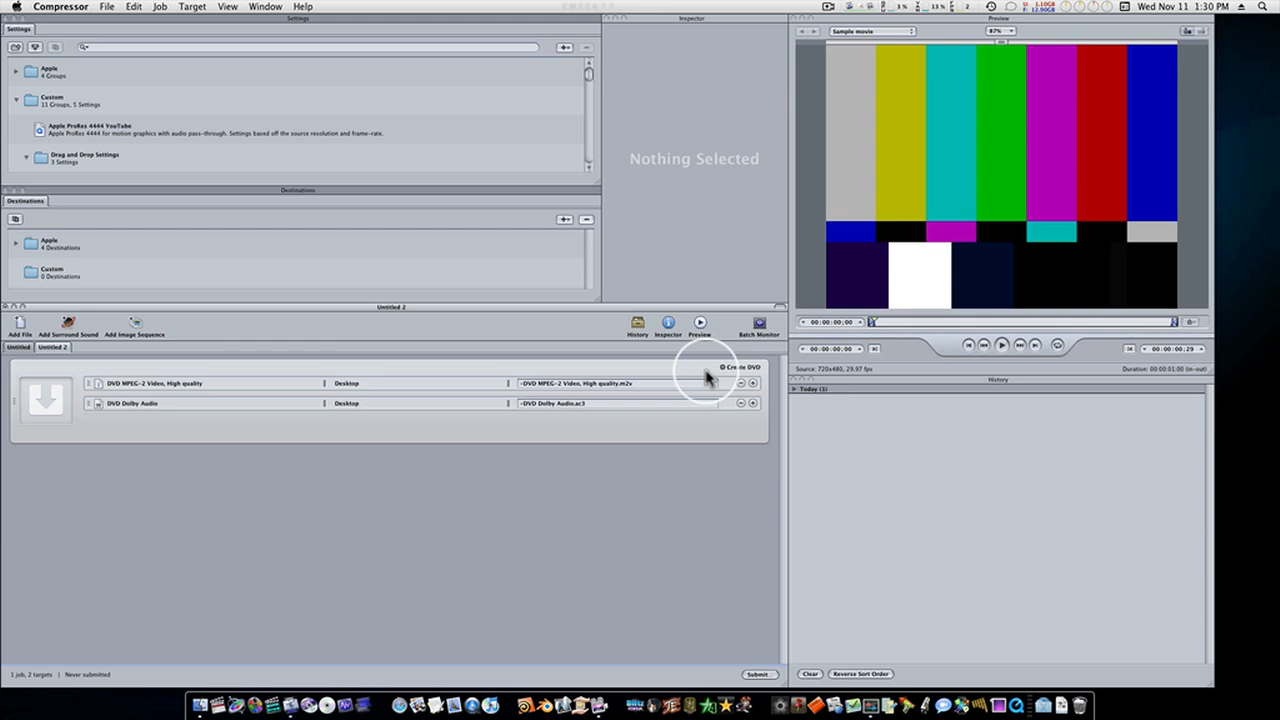 Compressor File Edit Job Target View Window Help
Wed Nov 11 1:30 PM
Settings
Inspector
Preview
Settings
Sample movie
87%
Apple
4 Groups
Custom
11 Groups, 5 Settings
Apple ProRes 4444 YouTube
Apple ProRes 4444 for motion graphics with audio pass-through. Settings based off the source resolution and frame-rate.
Drag and Drop Settings
3 Settings
Nothing Selected
Destinations
Destinations
Apple
4 Destinations
Custom
0 Destinations
Untitled 2
Add File Add Surround Sound Add Image Sequence
History Inspector Preview Batch Monitor
Untitled Untitled 2
00:00:00;00
00:00:00;00
00:00:00;29
Source: 720x480, 29.97 fps
Duration: 00:00:01;00 (in-out)
Create DVD
DVD MPEG-2 Video, High quality Desktop -DVD MPEG-2 Video, High quality.m2v
DVD Dolby Audio Desktop -DVD Dolby Audio.ac3
History
Today (1)
1 job, 2 targets | Never submitted
Submit...
Clear Reverse Sort Order